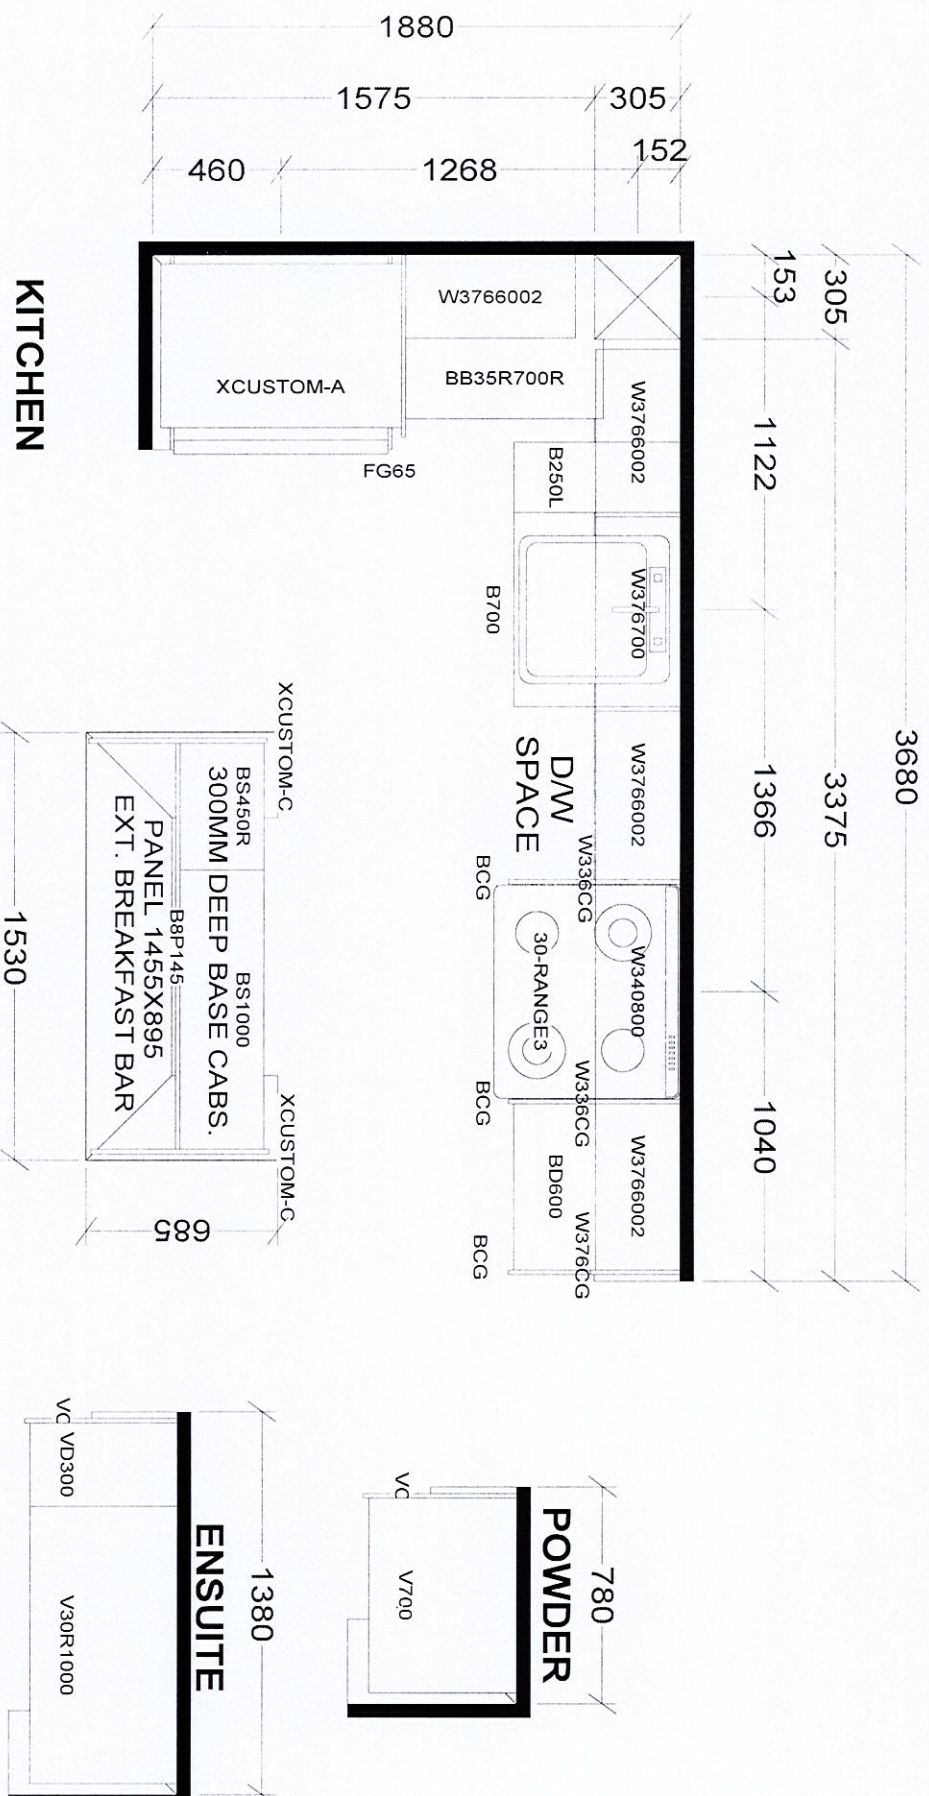 1880
1575
305
460
1268
152
3680
305
3375
153
1122
1366
1040
W3766002
BB35R700R
XCUSTOM-A
FG65
W3766002
B250L
W376700
B700
W3766002
D/W
SPACE
W336CG
BCG
W340800
30-RANGE3
W336CG
BCG
W3766002
BD600
W376CG
BCG
KITCHEN
XCUSTOM-C
XCUSTOM-C
BS450R
BS1000
300MM DEEP BASE CABS.
B8P145
PANEL 1455X895
EXT. BREAKFAST BAR
1530
685
780
POWDER
VC
V700
1380
ENSUITE
VC
VD300
V30R1000